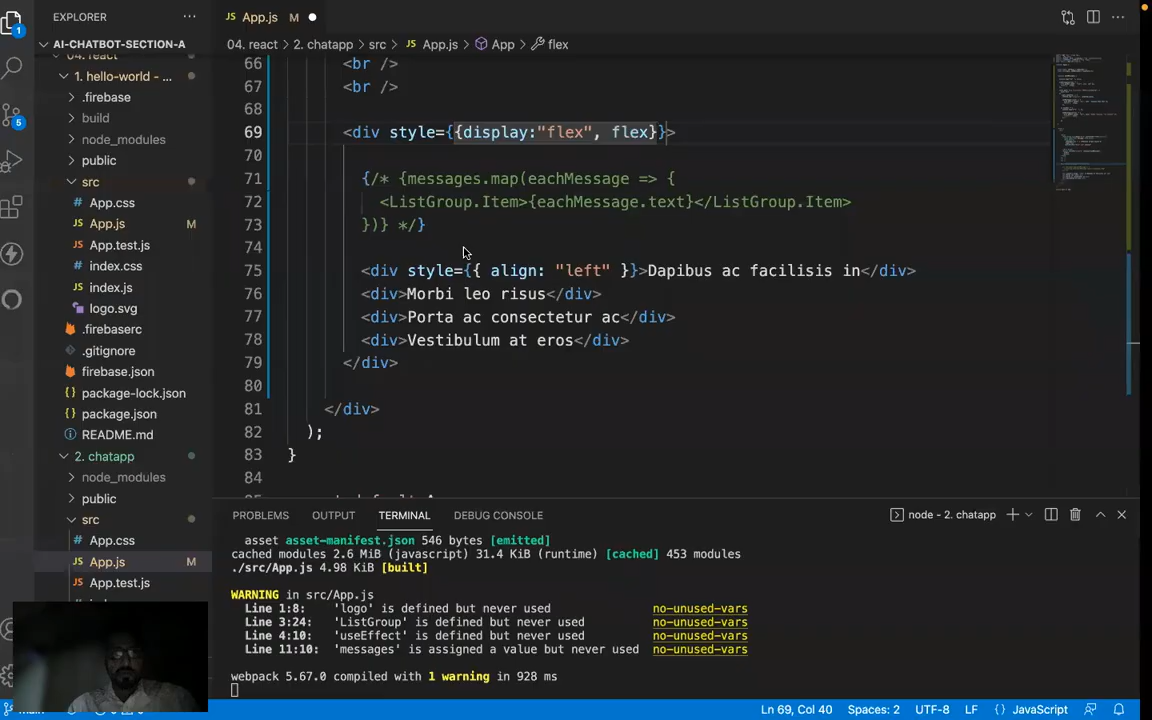 EXPLORER
AI-CHATBOT-SECTION-A
04. react
1. hello-world - ...
.firebase
build
node_modules
public
src
App.css
App.js M
App.test.js
index.css
index.js
logo.svg
.firebaserc
.gitignore
firebase.json
package-lock.json
package.json
README.md
2. chatapp
node_modules
public
src
App.css
App.js M
App.test.js
1
5
App.js M
04. react > 2. chatapp > src > App.js > App > flex
66 <br />
67 <br />
68
69 <div style={{display:"flex", flex}}>
70
71 {/* {messages.map(eachMessage => {
72 <ListGroup.Item>{eachMessage.text}</ListGroup.Item>
73 })} */}
74
75 <div style={{ align: "left" }}>Dapibus ac facilisis in</div>
76 <div>Morbi leo risus</div>
77 <div>Porta ac consectetur ac</div>
78 <div>Vestibulum at eros</div>
79 </div>
80
81 </div>
82 );
83 }
84
PROBLEMS OUTPUT TERMINAL DEBUG CONSOLE node - 2. chatapp
asset asset-manifest.json 546 bytes [emitted]
cached modules 2.6 MiB (javascript) 31.4 KiB (runtime) [cached] 453 modules
./src/App.js 4.98 KiB [built]
WARNING in src/App.js
Line 1:8: 'logo' is defined but never used no-unused-vars
Line 3:24: 'ListGroup' is defined but never used no-unused-vars
Line 4:10: 'useEffect' is defined but never used no-unused-vars
Line 11:10: 'messages' is assigned a value but never used no-unused-vars
webpack 5.67.0 compiled with 1 warning in 928 ms
Ln 69, Col 40 Spaces: 2 UTF-8 LF {} JavaScript